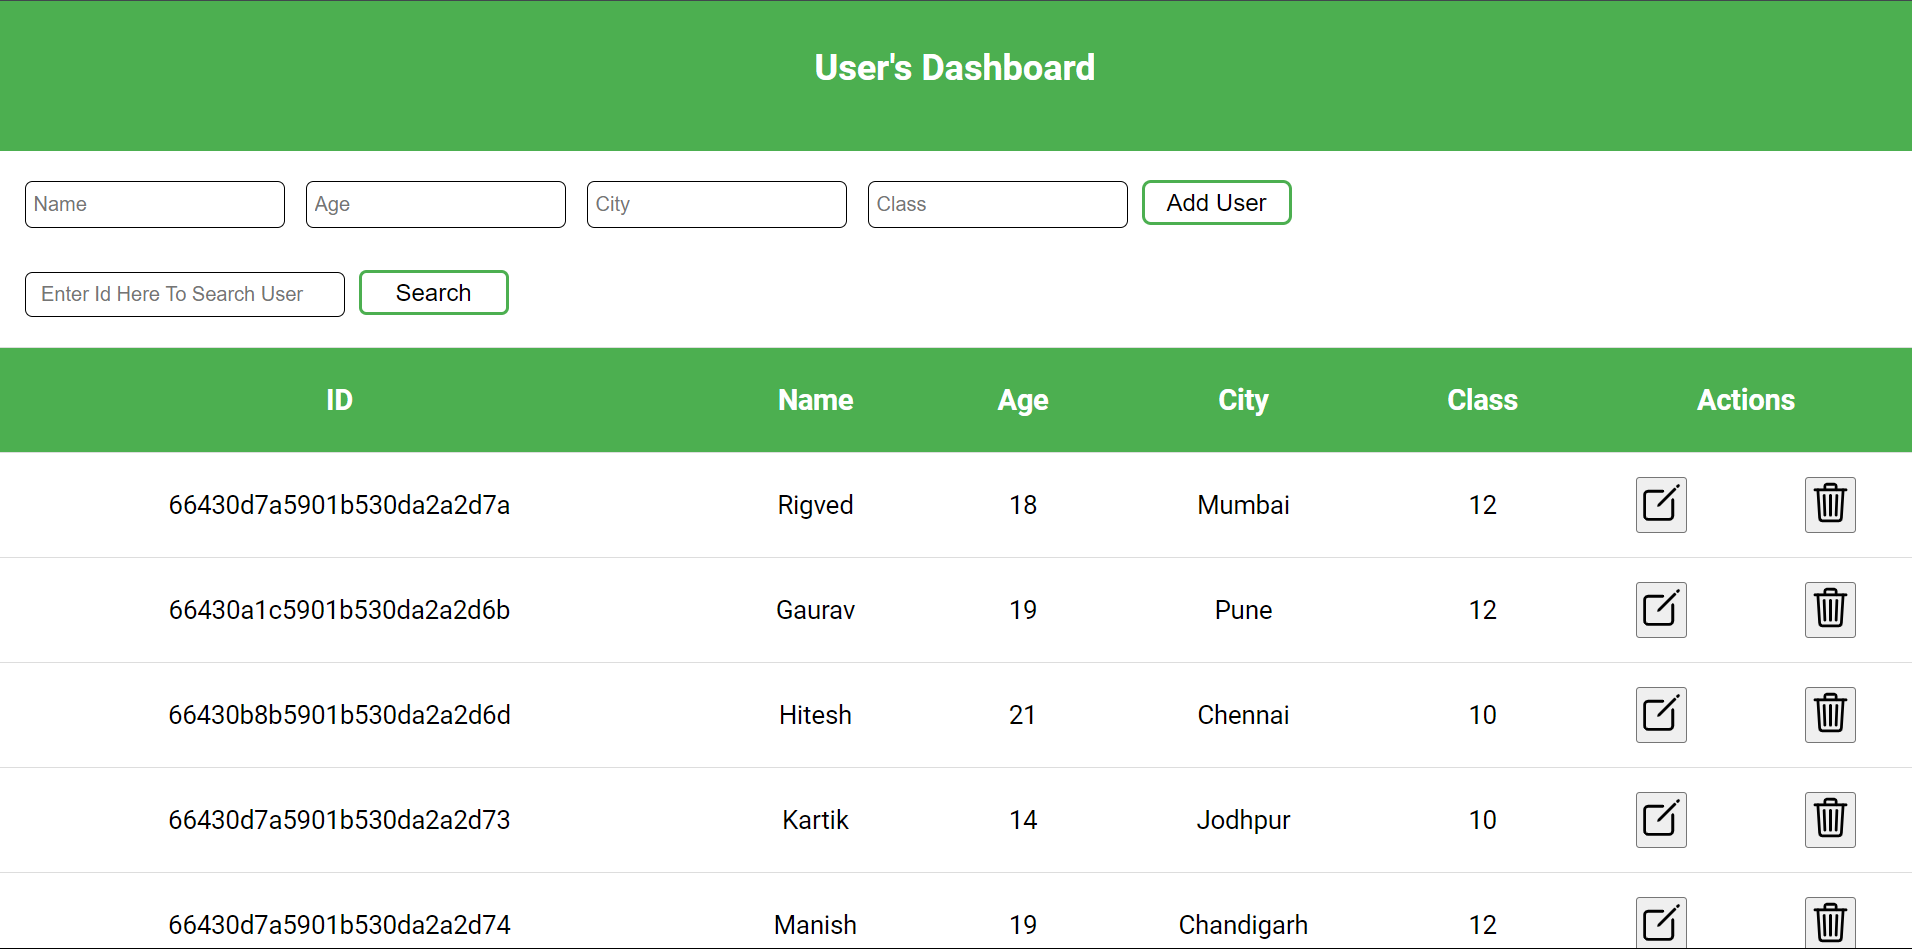 User's Dashboard
Name Age City Class Add User
Enter Id Here To Search User Search
ID Name Age City Class Actions
66430d7a5901b530da2a2d7a Rigved 18 Mumbai 12
66430a1c5901b530da2a2d6b Gaurav 19 Pune 12
66430b8b5901b530da2a2d6d Hitesh 21 Chennai 10
66430d7a5901b530da2a2d73 Kartik 14 Jodhpur 10
66430d7a5901b530da2a2d74 Manish 19 Chandigarh 12